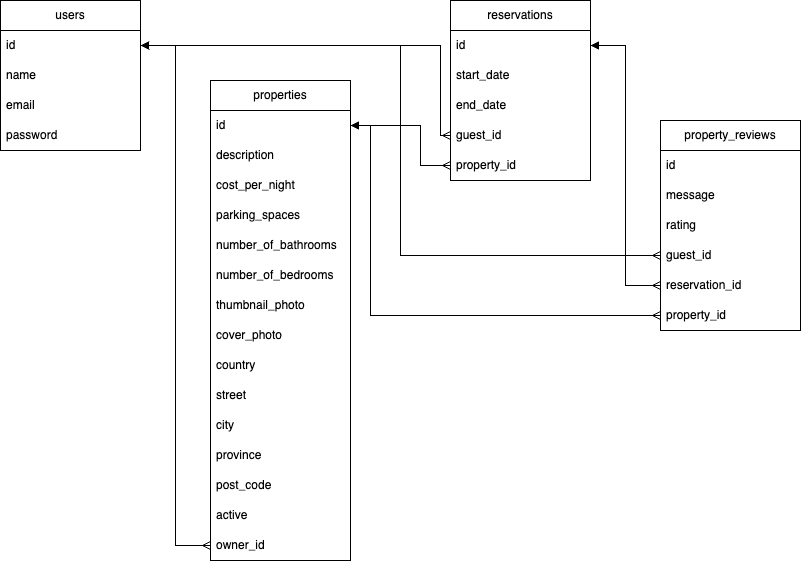 users
id
name
email
password
properties
id
description
cost_per_night
parking_spaces
number_of_bathrooms
number_of_bedrooms
thumbnail_photo
cover_photo
country
street
city
province
post_code
active
owner_id
reservations
id
start_date
end_date
guest_id
property_id
property_reviews
id
message
rating
guest_id
reservation_id
property_id